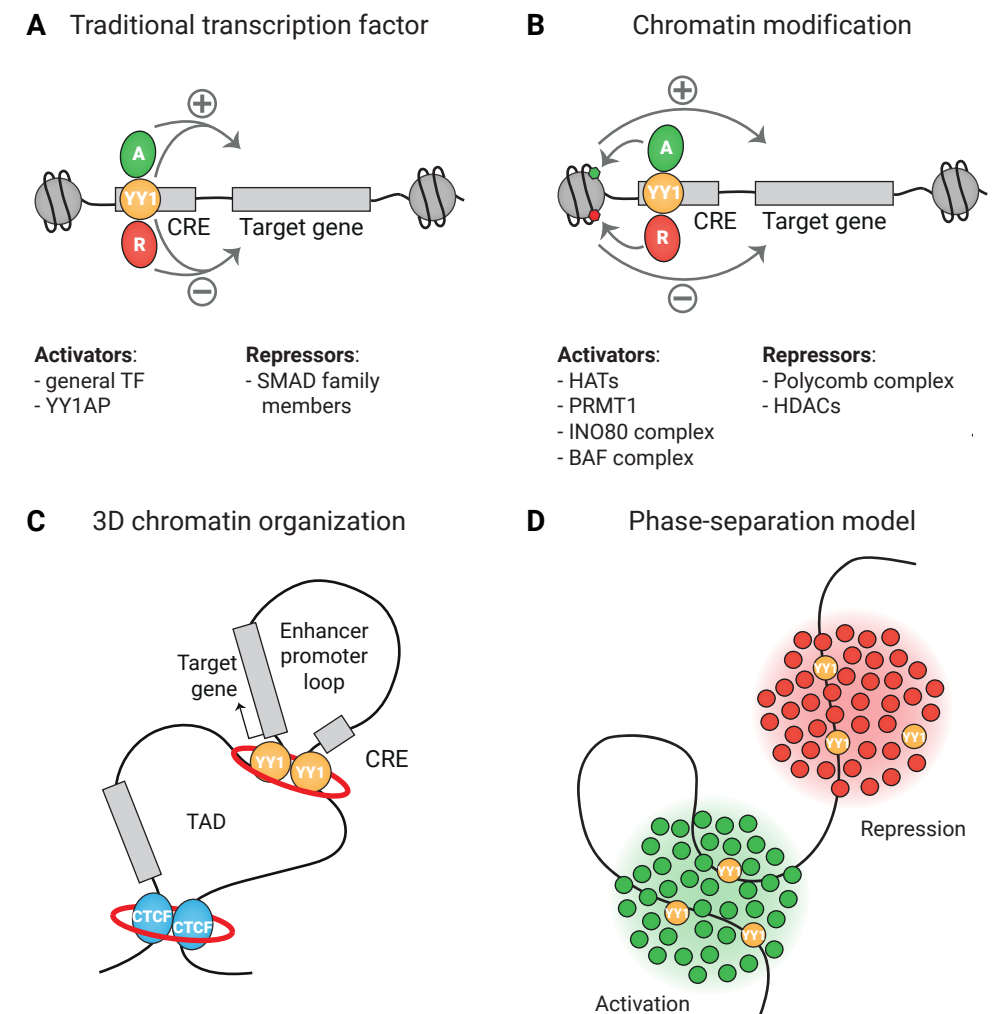 A Traditional transcription factor
+
A
YY1
R
CRE
Target gene
−
Activators:
- general TF
- YY1AP
Repressors:
- SMAD family
members
B Chromatin modification
+
A
YY1
R
CRE
Target gene
−
Activators:
- HATs
- PRMT1
- INO80 complex
- BAF complex
Repressors:
- Polycomb complex
- HDACs
C 3D chromatin organization
Enhancer
promoter
loop
Target
gene
YY1
YY1
CRE
TAD
CTCF
CTCF
D Phase-separation model
YY1
YY1
YY1
Repression
YY1
YY1
YY1
Activation